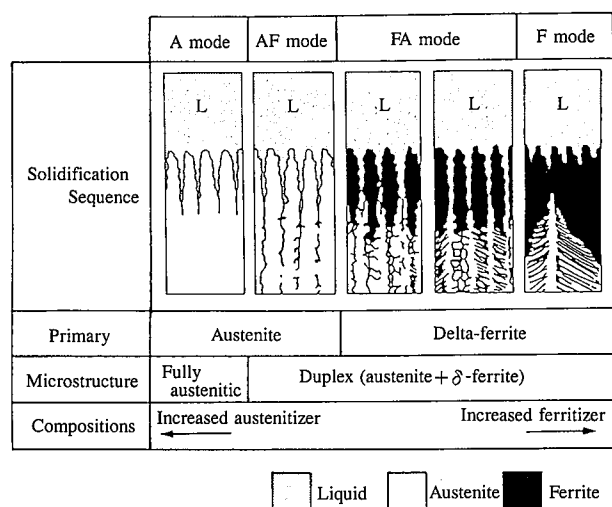 A mode AF mode FA mode F mode
Solidification
Sequence
L L L L L
Primary Austenite Delta-ferrite
Microstructure Fully
austenitic Duplex (austenite+δ-ferrite)
Compositions Increased austenitizer Increased ferritizer
Liquid Austenite Ferrite